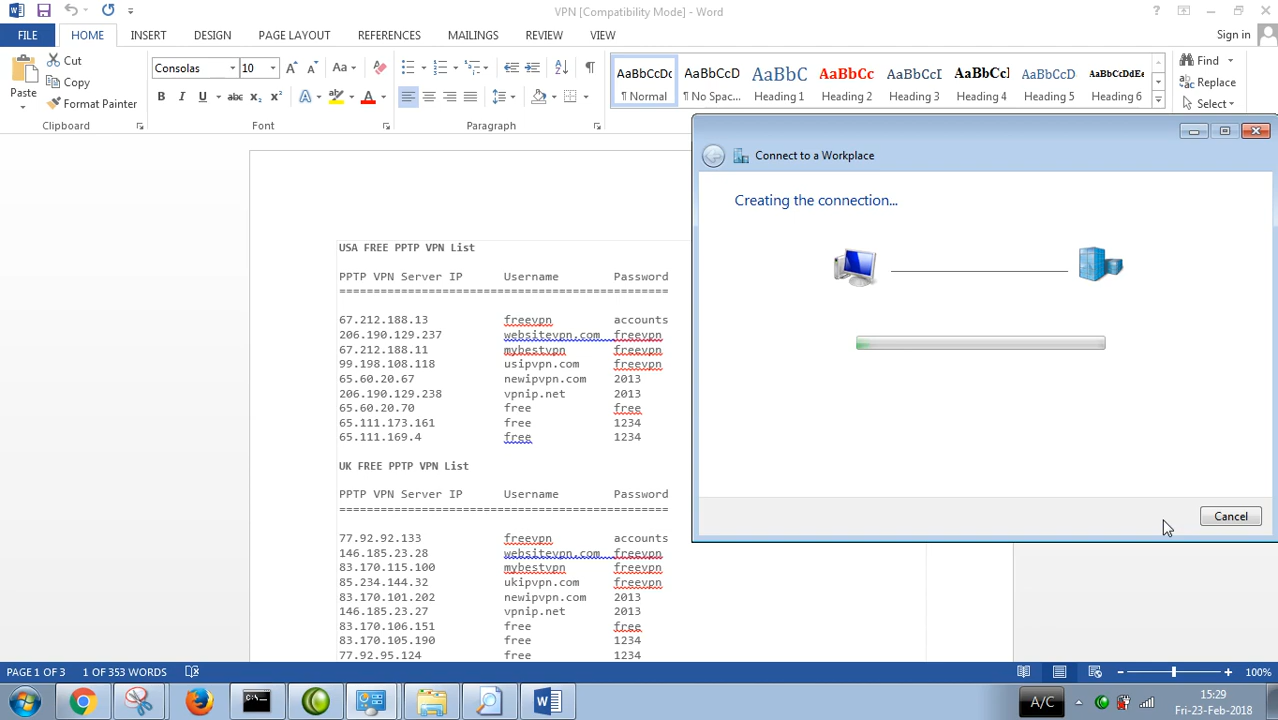 VPN [Compatibility Mode] - Word
FILE HOME INSERT DESIGN PAGE LAYOUT REFERENCES MAILINGS REVIEW VIEW Sign in
Paste
Cut
Copy
Format Painter
Clipboard
Consolas 10
Font
Paragraph
AaBbCcDc AaBbCcD AaBbC AaBbCc AaBbCcI AaBbCcI AaBbCcD AaBbCcDdEe
¶ Normal ¶ No Spac... Heading 1 Heading 2 Heading 3 Heading 4 Heading 5 Heading 6
Find
Replace
Select
Connect to a Workplace
Creating the connection...
Cancel
USA FREE PPTP VPN List
PPTP VPN Server IP Username Password
================================================
67.212.188.13 freevpn accounts
206.190.129.237 websitevpn.com freevpn
67.212.188.11 mybestvpn freevpn
99.198.108.118 usipvpn.com freevpn
65.60.20.67 newipvpn.com 2013
206.190.129.238 vpnip.net 2013
65.60.20.70 free free
65.111.173.161 free 1234
65.111.169.4 free 1234
UK FREE PPTP VPN List
PPTP VPN Server IP Username Password
================================================
77.92.92.133 freevpn accounts
146.185.23.28 websitevpn.com freevpn
83.170.115.100 mybestvpn freevpn
85.234.144.32 ukipvpn.com freevpn
83.170.101.202 newipvpn.com 2013
146.185.23.27 vpnip.net 2013
83.170.106.151 free free
83.170.105.190 free 1234
77.92.95.124 free 1234
PAGE 1 OF 3 1 OF 353 WORDS 100%
A/C
15:29
Fri-23-Feb-2018